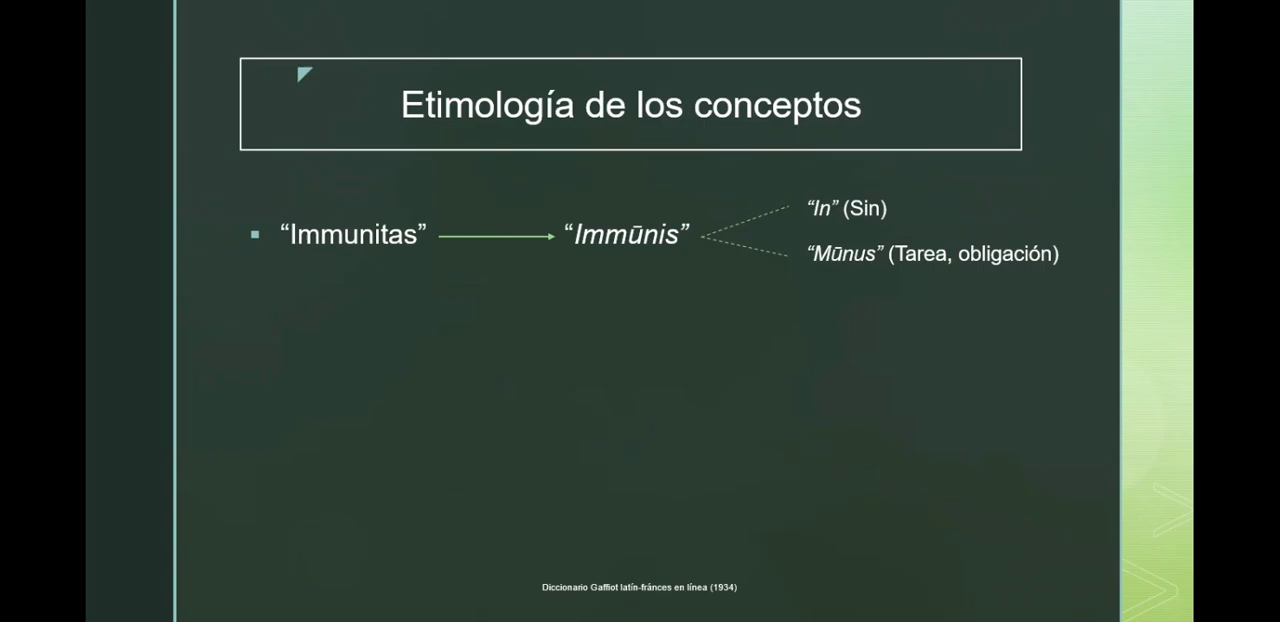 Etimología de los conceptos
“Immunitas” “Immūnis”
“In” (Sin)
“Mūnus” (Tarea, obligación)
Diccionario Gaffiot latín-fránces en línea (1934)